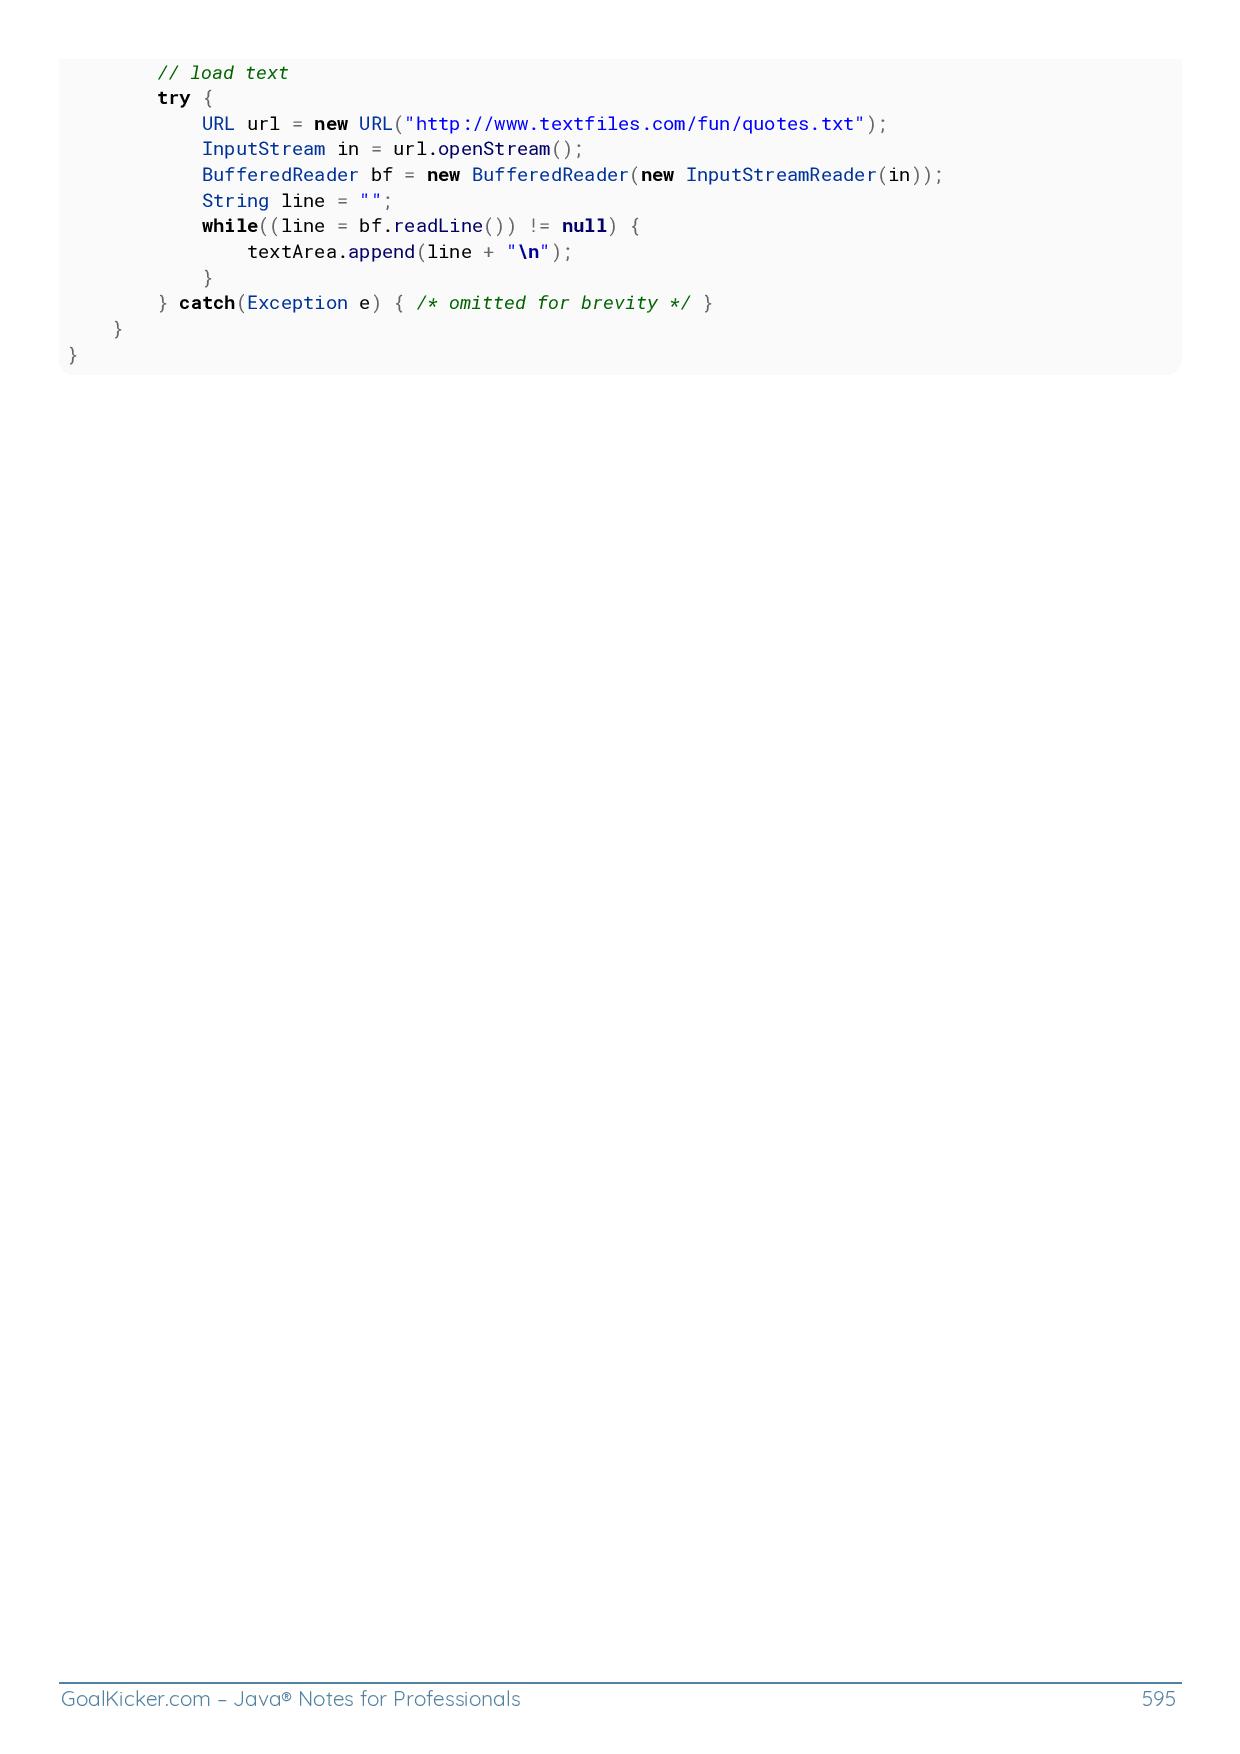 // load text
        try {
            URL url = new URL("http://www.textfiles.com/fun/quotes.txt");
            InputStream in = url.openStream();
            BufferedReader bf = new BufferedReader(new InputStreamReader(in));
            String line = "";
            while((line = bf.readLine()) != null) {
                textArea.append(line + "\n");
            }
        } catch(Exception e) { /* omitted for brevity */ }
    }
}
GoalKicker.com – Java® Notes for Professionals 595